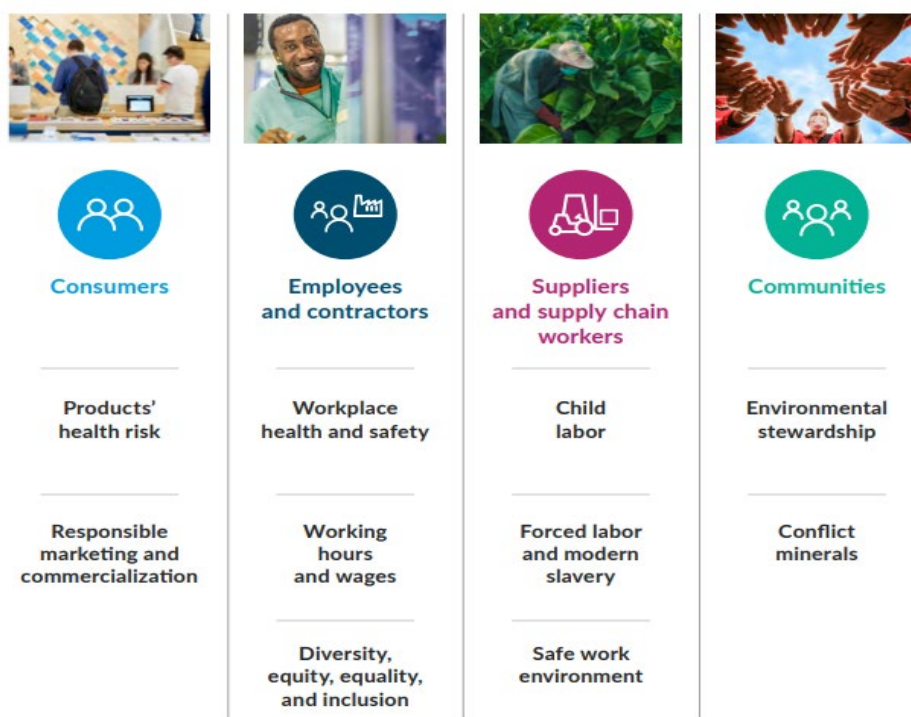 Consumers
Products'
health risk
Responsible
marketing and
commercialization
Employees
and contractors
Workplace
health and safety
Working
hours
and wages
Diversity,
equity, equality,
and inclusion
Suppliers
and supply chain
workers
Child
labor
Forced labor
and modern
slavery
Safe work
environment
Communities
Environmental
stewardship
Conflict
minerals